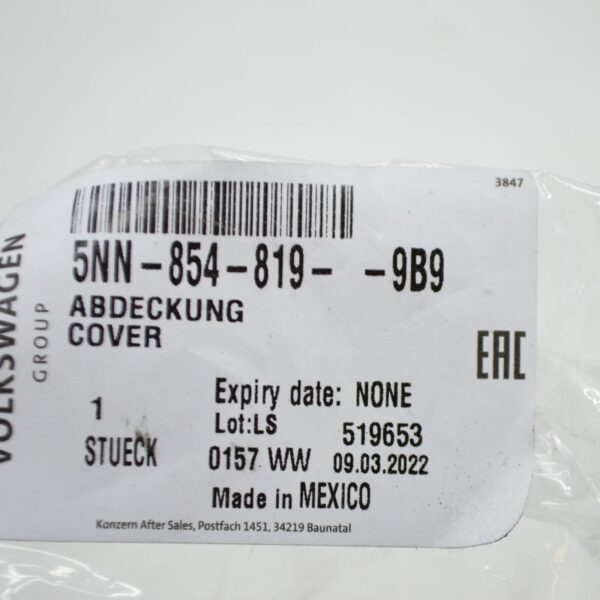 3847
VOLKSWAGEN
GROUP
5NN-854-819- -9B9
ABDECKUNG
COVER
EAC
1
STUECK
Expiry date: NONE
Lot:LS 519653
0157 WW 09.03.2022
Made in MEXICO
Konzern After Sales, Postfach 1451, 34219 Baunatal